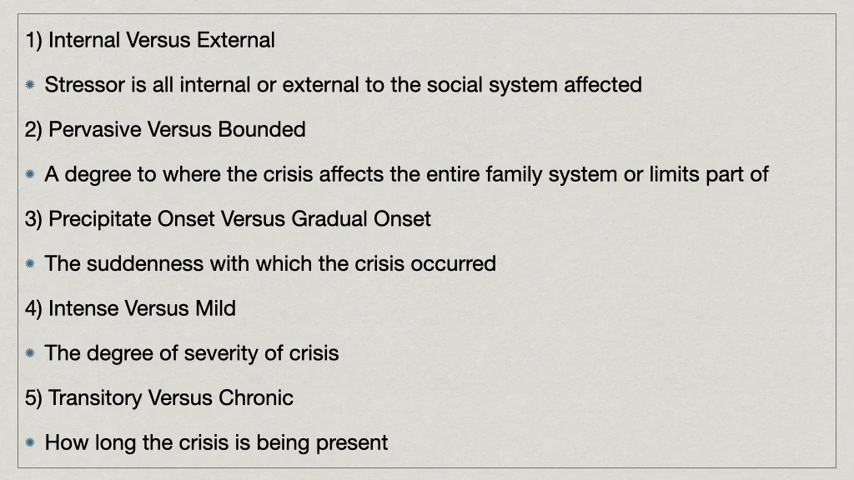 1) Internal Versus External
Stressor is all internal or external to the social system affected
2) Pervasive Versus Bounded
A degree to where the crisis affects the entire family system or limits part of
3) Precipitate Onset Versus Gradual Onset
The suddenness with which the crisis occurred
4) Intense Versus Mild
The degree of severity of crisis
5) Transitory Versus Chronic
How long the crisis is being present